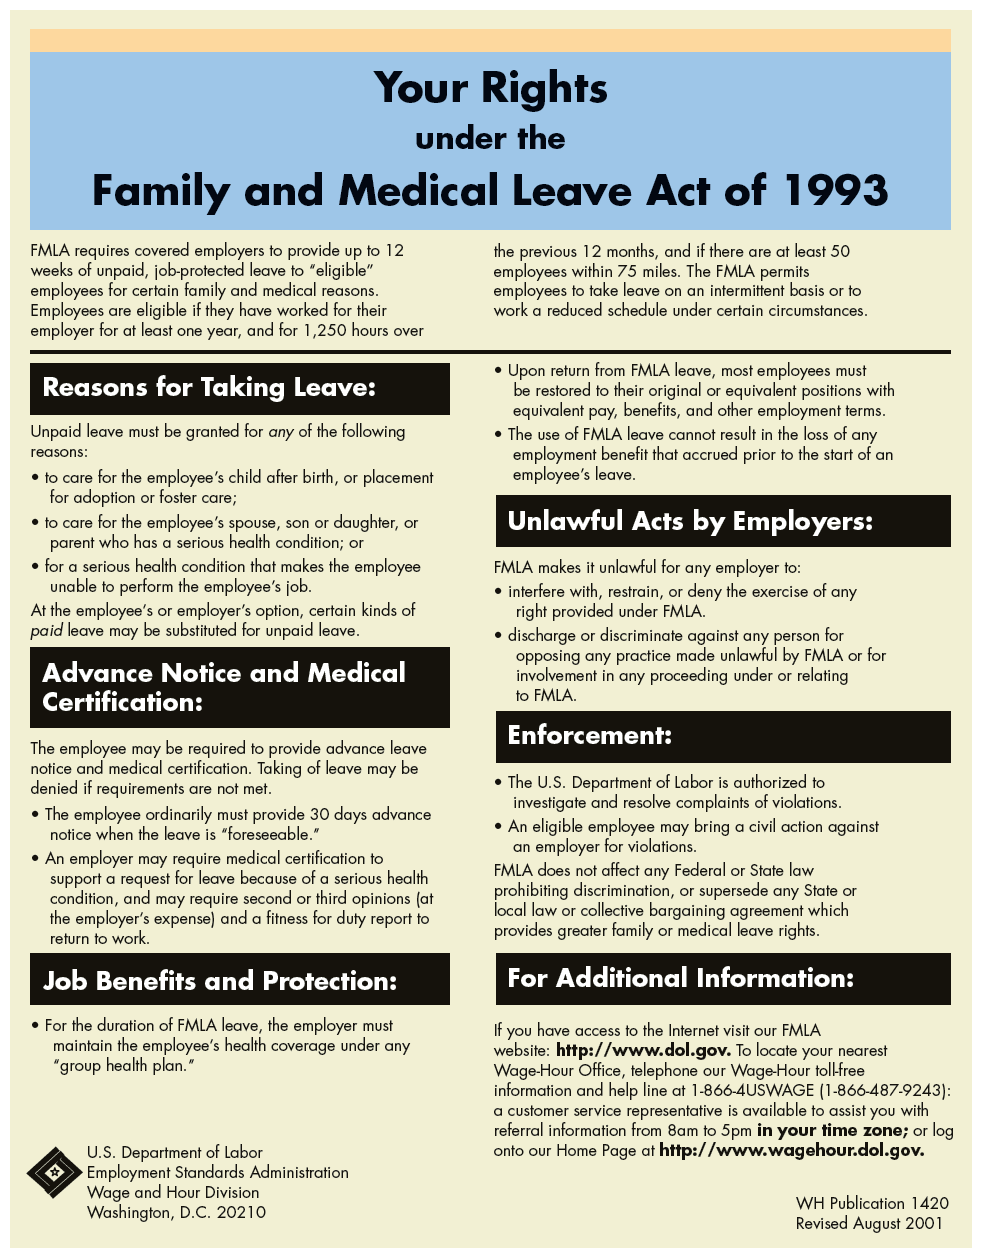 Your Rights
under the
Family and Medical Leave Act of 1993
FMLA requires covered employers to provide up to 12
weeks of unpaid, job-protected leave to “eligible”
employees for certain family and medical reasons.
Employees are eligible if they have worked for their
employer for at least one year, and for 1,250 hours over
the previous 12 months, and if there are at least 50
employees within 75 miles. The FMLA permits
employees to take leave on an intermittent basis or to
work a reduced schedule under certain circumstances.
Reasons for Taking Leave:
Unpaid leave must be granted for any of the following
reasons:
• to care for the employee’s child after birth, or placement
for adoption or foster care;
• to care for the employee’s spouse, son or daughter, or
parent who has a serious health condition; or
• for a serious health condition that makes the employee
unable to perform the employee’s job.
At the employee’s or employer’s option, certain kinds of
paid leave may be substituted for unpaid leave.
Advance Notice and Medical
Certification:
The employee may be required to provide advance leave
notice and medical certification. Taking of leave may be
denied if requirements are not met.
• The employee ordinarily must provide 30 days advance
notice when the leave is “foreseeable.”
• An employer may require medical certification to
support a request for leave because of a serious health
condition, and may require second or third opinions (at
the employer’s expense) and a fitness for duty report to
return to work.
Job Benefits and Protection:
• For the duration of FMLA leave, the employer must
maintain the employee’s health coverage under any
“group health plan.”
• Upon return from FMLA leave, most employees must
be restored to their original or equivalent positions with
equivalent pay, benefits, and other employment terms.
• The use of FMLA leave cannot result in the loss of any
employment benefit that accrued prior to the start of an
employee’s leave.
Unlawful Acts by Employers:
FMLA makes it unlawful for any employer to:
• interfere with, restrain, or deny the exercise of any
right provided under FMLA.
• discharge or discriminate against any person for
opposing any practice made unlawful by FMLA or for
involvement in any proceeding under or relating
to FMLA.
Enforcement:
• The U.S. Department of Labor is authorized to
investigate and resolve complaints of violations.
• An eligible employee may bring a civil action against
an employer for violations.
FMLA does not affect any Federal or State law
prohibiting discrimination, or supersede any State or
local law or collective bargaining agreement which
provides greater family or medical leave rights.
For Additional Information:
If you have access to the Internet visit our FMLA
website: http://www.dol.gov. To locate your nearest
Wage-Hour Office, telephone our Wage-Hour toll-free
information and help line at 1-866-4USWAGE (1-866-487-9243):
a customer service representative is available to assist you with
referral information from 8am to 5pm in your time zone; or log
onto our Home Page at http://www.wagehour.dol.gov.
U.S. Department of Labor
Employment Standards Administration
Wage and Hour Division
Washington, D.C. 20210
WH Publication 1420
Revised August 2001